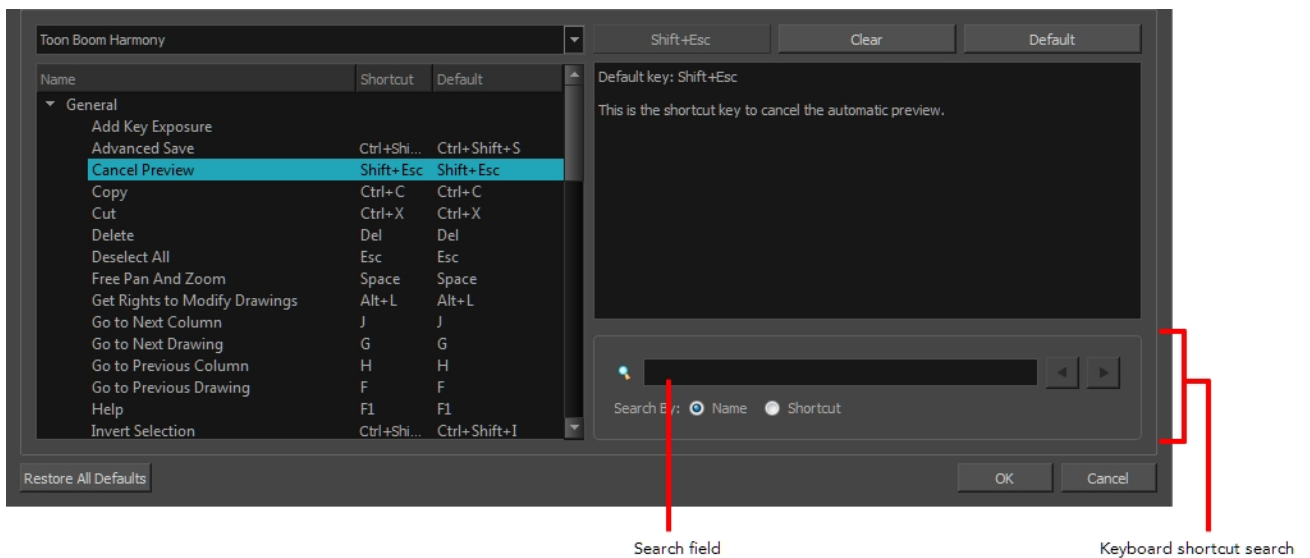 Toon Boom Harmony
Shift+Esc Clear Default
Name Shortcut Default
General
Add Key Exposure
Advanced Save Ctrl+Shi... Ctrl+Shift+S
Cancel Preview Shift+Esc Shift+Esc
Copy Ctrl+C Ctrl+C
Cut Ctrl+X Ctrl+X
Delete Del Del
Deselect All Esc Esc
Free Pan And Zoom Space Space
Get Rights to Modify Drawings Alt+L Alt+L
Go to Next Column J J
Go to Next Drawing G G
Go to Previous Column H H
Go to Previous Drawing F F
Help F1 F1
Invert Selection Ctrl+Shi... Ctrl+Shift+I
Default key: Shift+Esc
This is the shortcut key to cancel the automatic preview.
Search By: Name Shortcut
Restore All Defaults OK Cancel
Search field Keyboard shortcut search